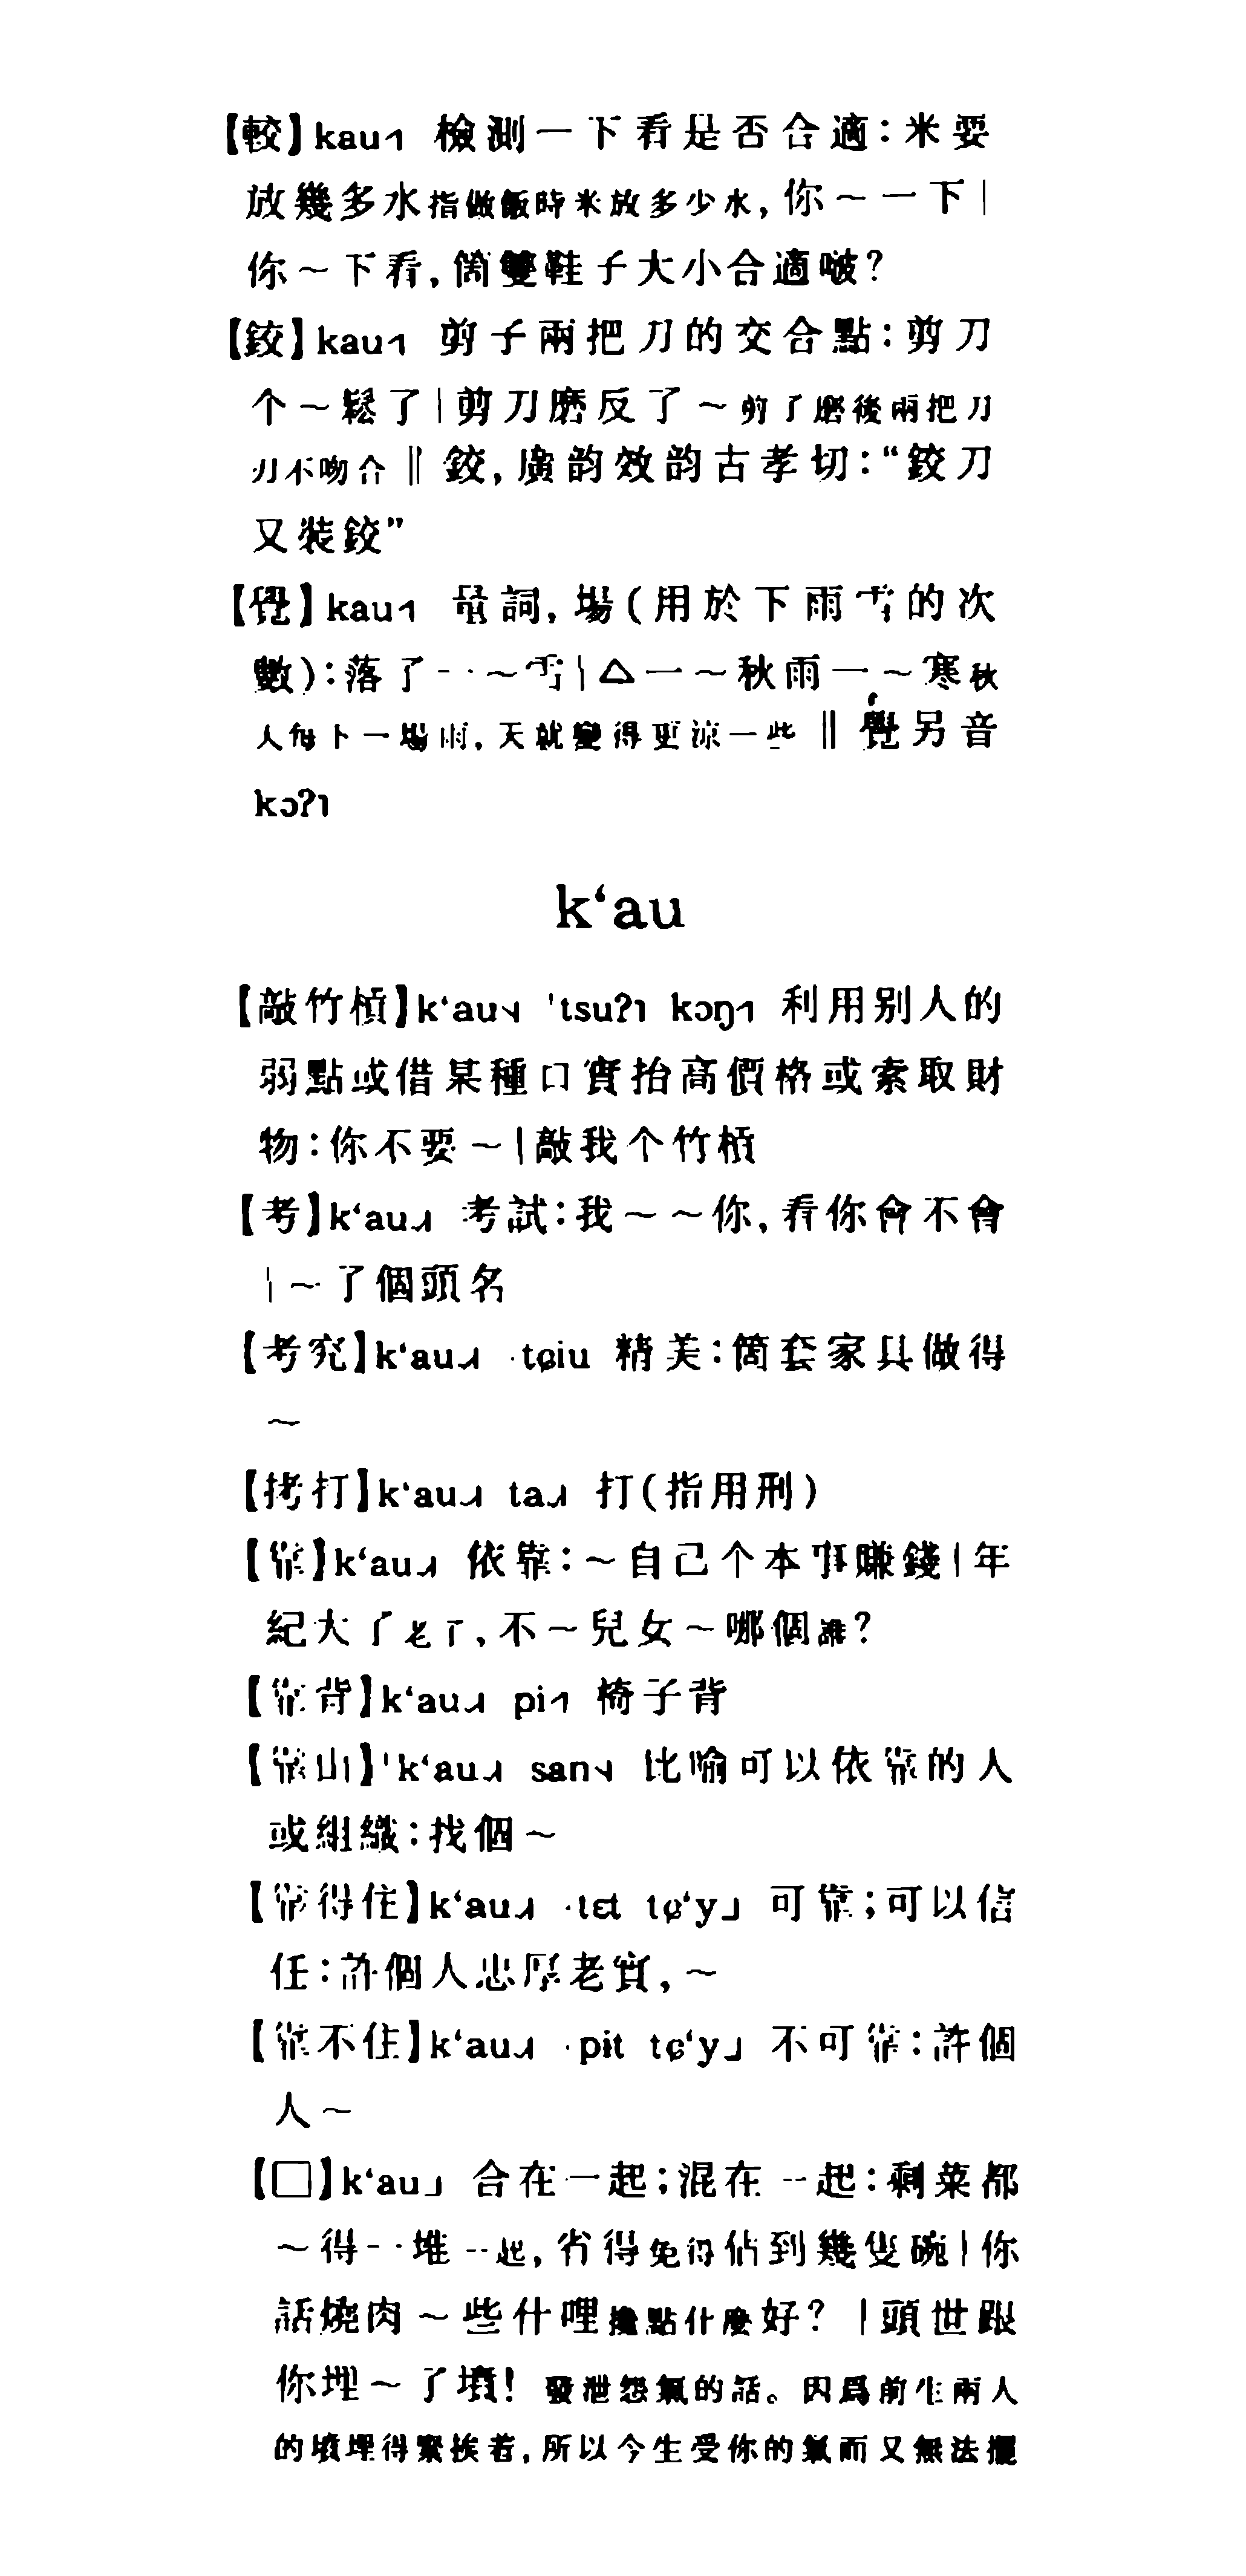 【較】kau˧ 檢測一下看是否合適：米要
放幾多水指做飯時米放多少水，你～一下｜
你～下看，箇雙鞋子大小合適啵？
【鉸】kau˧ 剪子兩把刀的交合點：剪刀
个～鬆了｜剪刀磨反了～剪了磨後兩把刀
刃不吻合‖鉸，廣韵效韵古孝切：“鉸刀
又裝鉸”
【覺】kau˧ 量詞，場（用於下雨雪的次
數）：落了一～雪｜△一～秋雨一～寒秋
人每下一場雨，天就變得更涼一些‖覺另音
kɔʔ˥
k‘au
【敲竹槓】k‘au˧˨ ˈtsuʔ˥ kɔŋ˧ 利用别人的
弱點或借某種口實抬高價格或索取財
物：你不要～｜敲我个竹槓
【考】k‘au˨˩˧ 考試：我～～你，看你會不會
｜～了個頭名
【考究】k‘au˨˩˧ ·tɕiu 精美：箇套家具做得
～
【拷打】k‘au˨˩˧ ta˨˩˧ 打（指用刑）
【靠】k‘au˨˩˧ 依靠：～自己个本事賺錢｜年
紀大了老了，不～兒女～哪個誰？
【靠背】k‘au˨˩˧ pi˧ 椅子背
【靠山】ˈk‘au˨˩˧ san˧˨ 比喻可以依靠的人
或組織：找個～
【靠得住】k‘au˨˩˧ ·tɛt tɕ‘y˩ 可靠；可以信
任：許個人忠厚老實，～
【靠不住】k‘au˨˩˧ ·pit tɕ‘y˩ 不可靠：許個
人～
【□】k‘au˩ 合在一起；混在一起：剩菜都
～得一堆一起，省得免得佔到幾隻碗｜你
話燒肉～些什哩攙點什麼好？｜頭世跟
你埋～了墳！發泄怨氣的話。因爲前生兩人
的墳埋得緊挨着，所以今生受你的氣而又無法擺